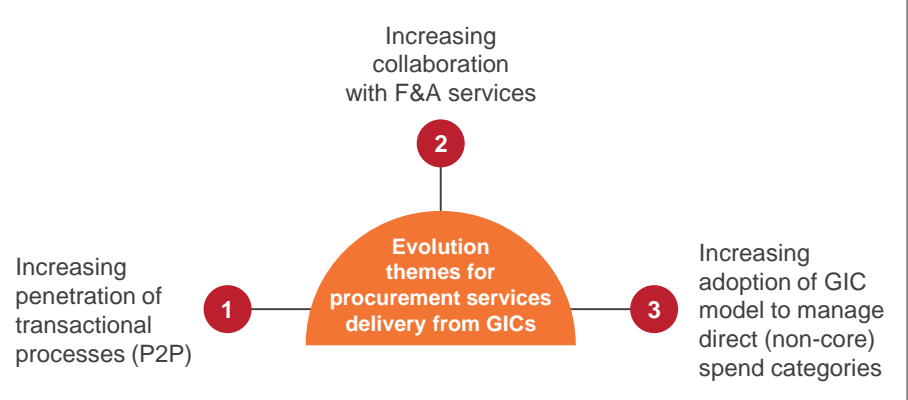 Increasing
collaboration
with F&A services
2
Evolution
themes for
procurement services
delivery from GICs
Increasing
penetration of
transactional
processes (P2P)
1
3
Increasing
adoption of GIC
model to manage
direct (non-core)
spend categories